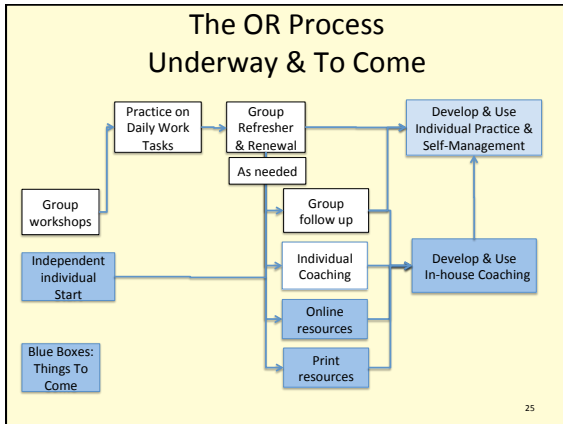 The OR Process
Underway & To Come
Practice on
Daily Work
Tasks
Group
Refresher
& Renewal
Develop & Use
Individual Practice &
Self-Management
As needed
Group
workshops
Group
follow up
Independent
individual
Start
Individual
Coaching
Develop & Use
In-house Coaching
Online
resources
Blue Boxes:
Things To
Come
Print
resources
25